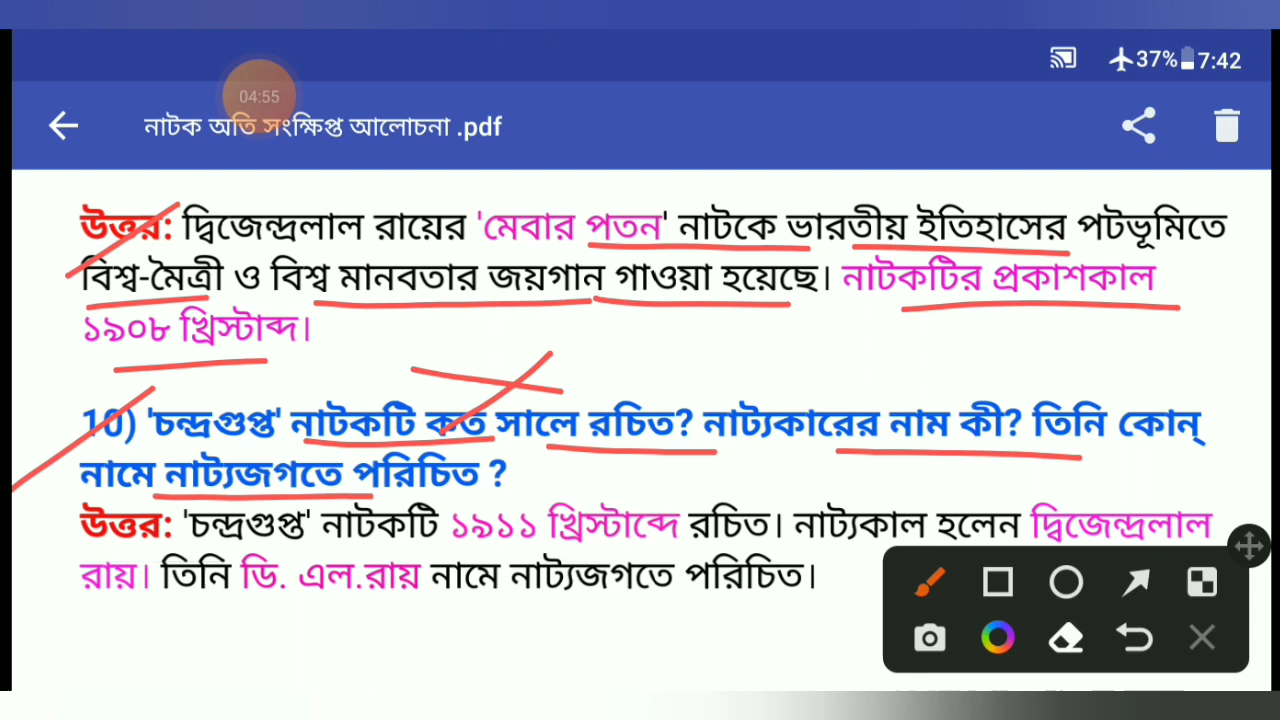 37% 7:42
04:55
নাটক অতি সংক্ষিপ্ত আলোচনা .pdf
উত্তর: দ্বিজেন্দ্রলাল রায়ের 'মেবার পতন' নাটকে ভারতীয় ইতিহাসের পটভূমিতে
বিশ্ব-মৈত্রী ও বিশ্ব মানবতার জয়গান গাওয়া হয়েছে। নাটকটির প্রকাশকাল
১৯০৮ খ্রিস্টাব্দ।
10) 'চন্দ্রগুপ্ত' নাটকটি কত সালে রচিত? নাট্যকারের নাম কী? তিনি কোন্
নামে নাট্যজগতে পরিচিত ?
উত্তর: 'চন্দ্রগুপ্ত' নাটকটি ১৯১১ খ্রিস্টাব্দে রচিত। নাট্যকাল হলেন দ্বিজেন্দ্রলাল
রায়। তিনি ডি. এল.রায় নামে নাট্যজগতে পরিচিত।